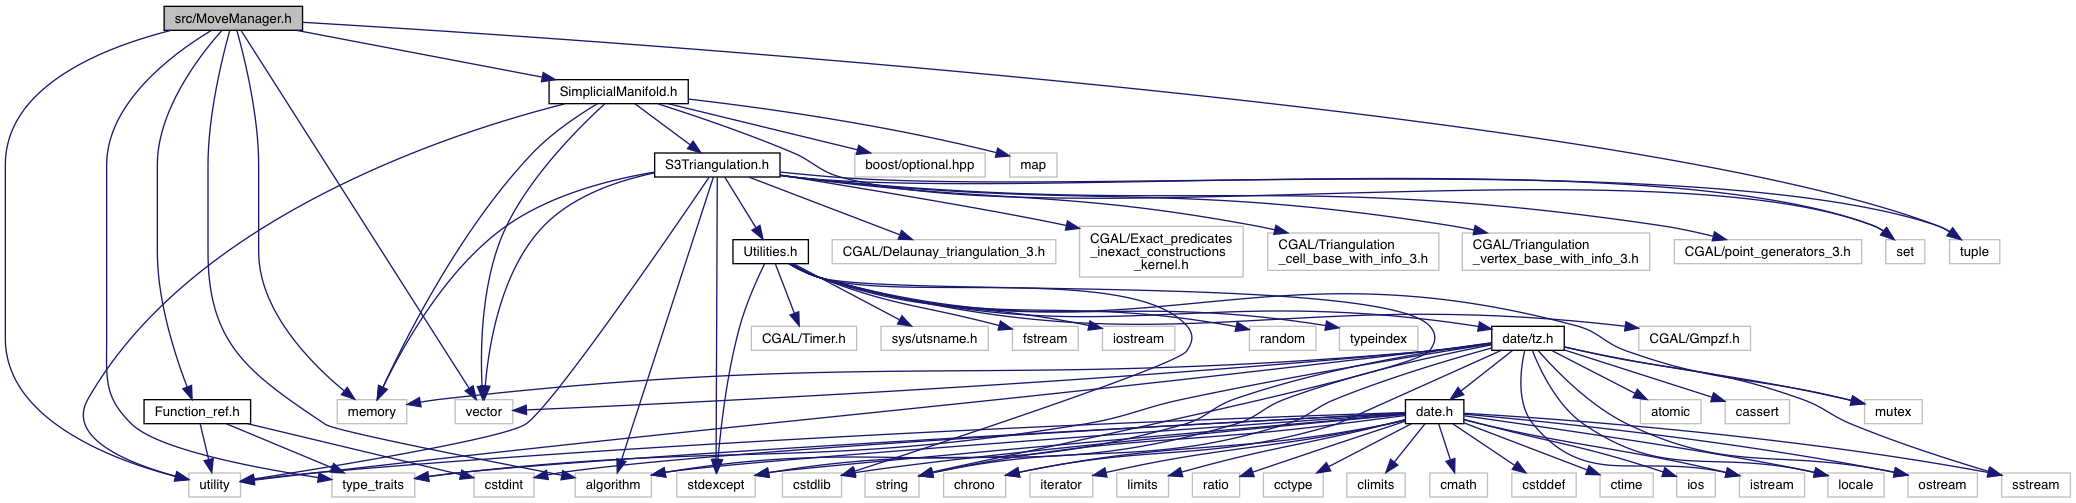 src/MoveManager.h
SimplicialManifold.h
S3Triangulation.h
boost/optional.hpp
map
Utilities.h
CGAL/Delaunay_triangulation_3.h
CGAL/Exact_predicates
_inexact_constructions
_kernel.h
CGAL/Triangulation
_cell_base_with_info_3.h
CGAL/Triangulation
_vertex_base_with_info_3.h
CGAL/point_generators_3.h
set
tuple
CGAL/Timer.h
sys/utsname.h
fstream
iostream
random
typeindex
date/tz.h
CGAL/Gmpzf.h
Function_ref.h
memory
vector
date.h
atomic
cassert
mutex
utility
type_traits
cstdint
algorithm
stdexcept
cstdlib
string
chrono
iterator
limits
ratio
cctype
climits
cmath
cstddef
ctime
ios
istream
locale
ostream
sstream